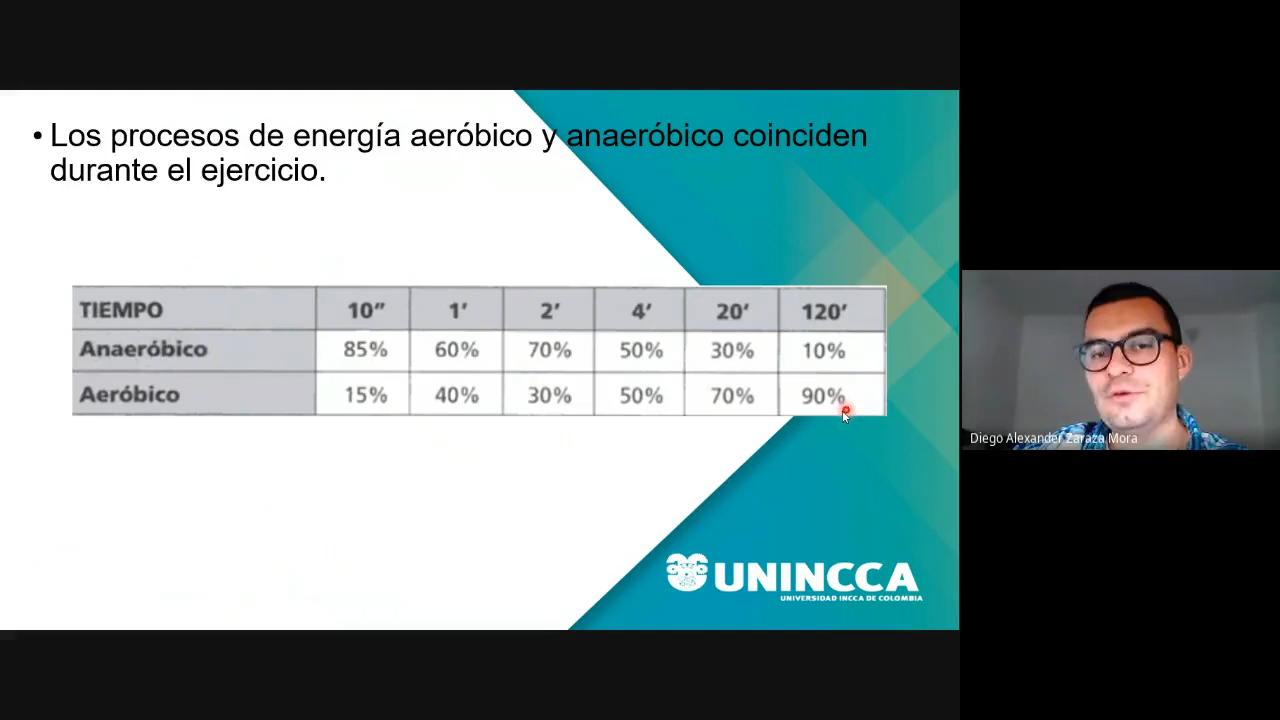 • Los procesos de energía aeróbico y anaeróbico coinciden
durante el ejercicio.
TIEMPO 10″ 1′ 2′ 4′ 20′ 120′
Anaeróbico 85% 60% 70% 50% 30% 10%
Aeróbico 15% 40% 30% 50% 70% 90%
Diego Alexander Zaraza Mora
UNINCCA
UNIVERSIDAD INCCA DE COLOMBIA